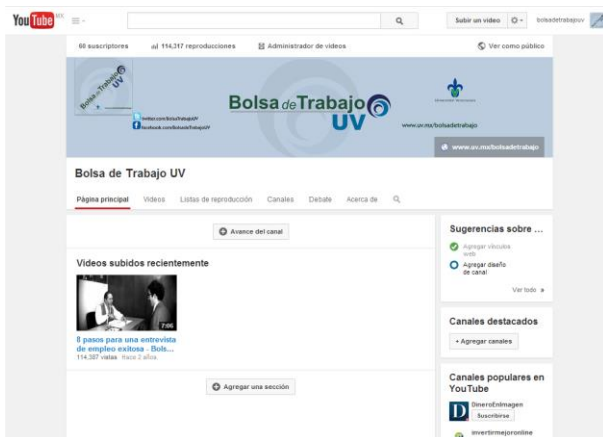 You Tube MX
Subir un video
bolsadetrabajouv
60 suscriptores
114,317 reproducciones
Administrador de videos
Ver como público
Bolsa de Trabajo
UV
Bolsa de Trabajo
UV
twitter.com/BolsaTrabajoUV
facebook.com/BolsadeTrabajoUV
www.uv.mx/bolsadetrabajo
www.uv.mx/bolsadetrabajo
Bolsa de Trabajo UV
Página principal
Videos
Listas de reproducción
Canales
Debate
Acerca de
Avance del canal
Videos subidos recientemente
7:06
8 pasos para una entrevista
de empleo exitosa - Bols...
114,307 vistas Hace 2 años
Agregar una sección
Sugerencias sobre ...
Agregar vínculos
web
Agregar diseño
de canal
Ver todo »
Canales destacados
+ Agregar canales
Canales populares en
YouTube
D
DineroEnImagen
Suscribirse
invertirmejoronline